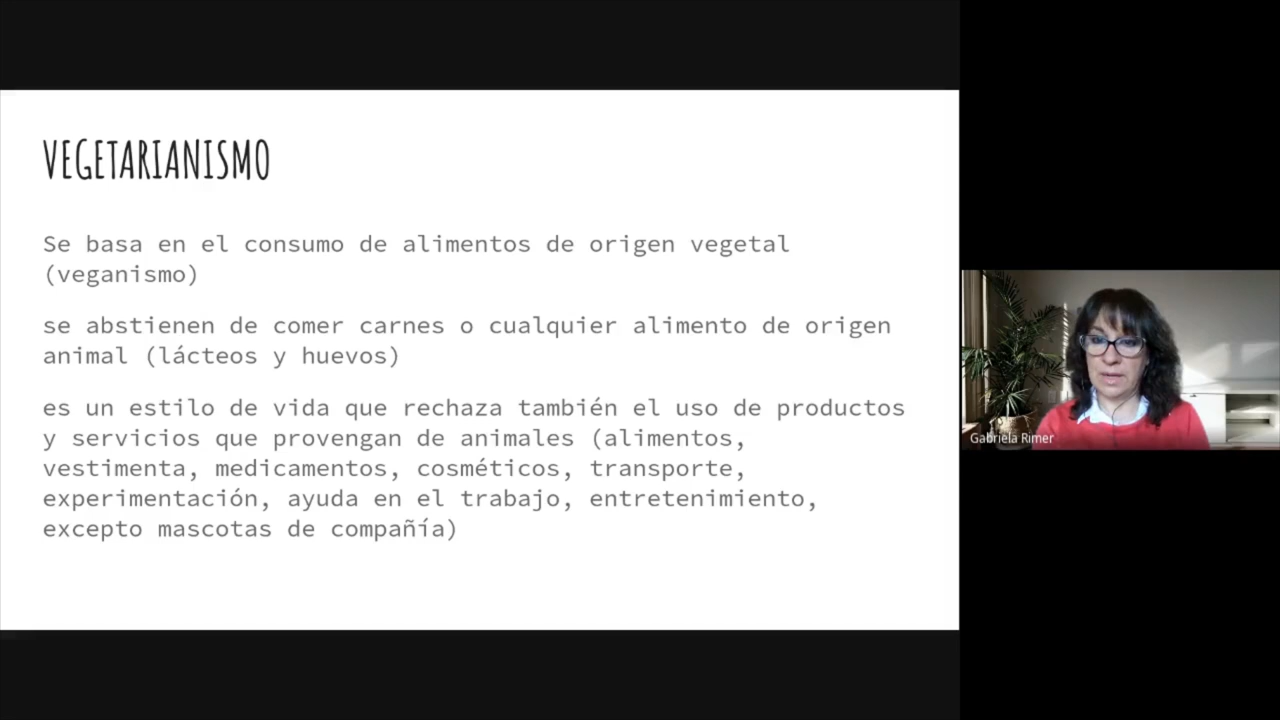 VEGETARIANISMO
Se basa en el consumo de alimentos de origen vegetal
(veganismo)
se abstienen de comer carnes o cualquier alimento de origen
animal (lácteos y huevos)
es un estilo de vida que rechaza también el uso de productos
y servicios que provengan de animales (alimentos,
vestimenta, medicamentos, cosméticos, transporte,
experimentación, ayuda en el trabajo, entretenimiento,
excepto mascotas de compañía)
Gabriela Rimer